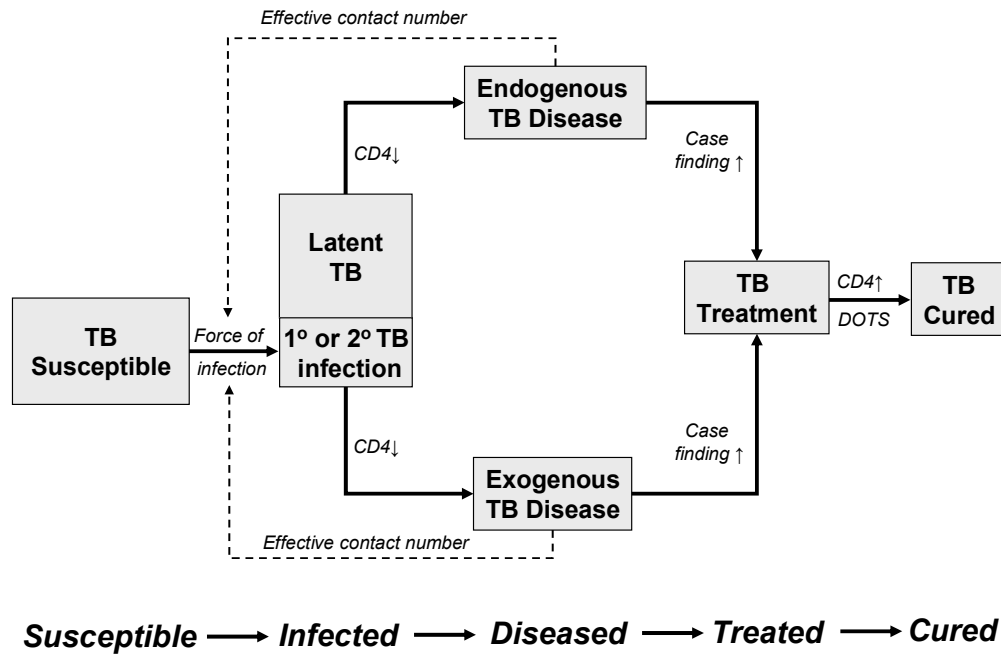 Effective contact number
Endogenous
TB Disease
CD4↓
Case
finding ↑
Latent
TB
TB
Susceptible
Force of
infection
1º or 2º TB
infection
TB
Treatment
CD4↑
DOTS
TB
Cured
CD4↓
Case
finding ↑
Exogenous
TB Disease
Effective contact number
Susceptible → Infected → Diseased → Treated → Cured